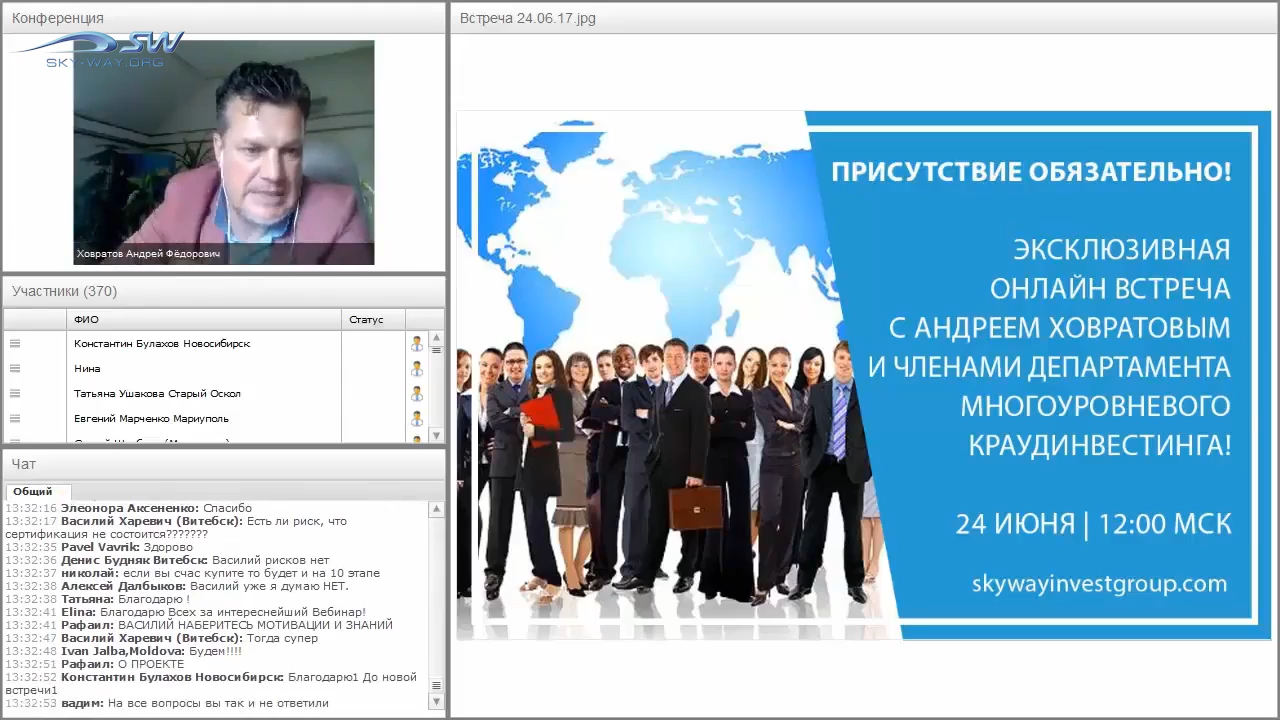 Конференция
SW
SKY-WAY.ORG
Ховратов Андрей Фёдорович
Участники (370)
ФИО Статус
Константин Булахов Новосибирск
Нина
Татьяна Ушакова Старый Оскол
Евгений Марченко Мариуполь
Чат
Общий
13:32:16 Элеонора Аксененко: Спасибо
13:32:17 Василий Харевич (Витебск): Есть ли риск, что
сертификация не состоится???????
13:32:35 Pavel Vavrik: Здорово
13:32:36 Денис Будняк Витебск: Василий рисков нет
13:32:37 николай: если вы счас купите то будет и на 10 этапе
13:32:38 Алексей Далбыков: Василий уже я думаю НЕТ.
13:32:38 Татьяна: Благодарю !
13:32:41 Elina: Благодарю Всех за интереснейший Вебинар!
13:32:41 Рафаил: ВАСИЛИЙ НАБЕРИТЕСЬ МОТИВАЦИИ И ЗНАНИЙ
13:32:47 Василий Харевич (Витебск): Тогда супер
13:32:48 Ivan Jalba,Moldova: Будем!!!!
13:32:51 Рафаил: О ПРОЕКТЕ
13:32:52 Константин Булахов Новосибирск: Благодарю1 До новой
встречи1
13:32:53 вадим: На все вопросы вы так и не ответили
Встреча 24.06.17.jpg
ПРИСУТСТВИЕ ОБЯЗАТЕЛЬНО!
ЭКСКЛЮЗИВНАЯ
ОНЛАЙН ВСТРЕЧА
С АНДРЕЕМ ХОВРАТОВЫМ
И ЧЛЕНАМИ ДЕПАРТАМЕНТА
МНОГОУРОВНЕВОГО
КРАУДИНВЕСТИНГА!
24 ИЮНЯ | 12:00 МСК
skywayinvestgroup.com